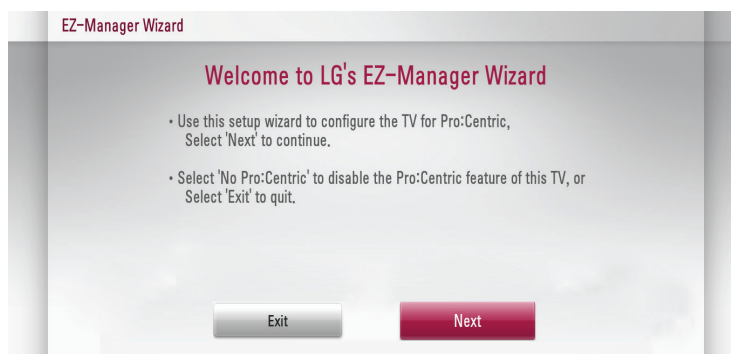 EZ-Manager Wizard
Welcome to LG's EZ-Manager Wizard
• Use this setup wizard to configure the TV for Pro:Centric,
Select 'Next' to continue.
• Select 'No Pro:Centric' to disable the Pro:Centric feature of this TV, or
Select 'Exit' to quit.
Exit Next